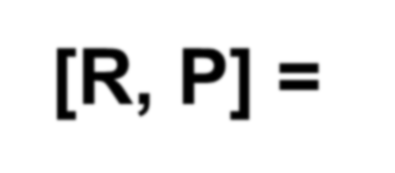 [R, P] =